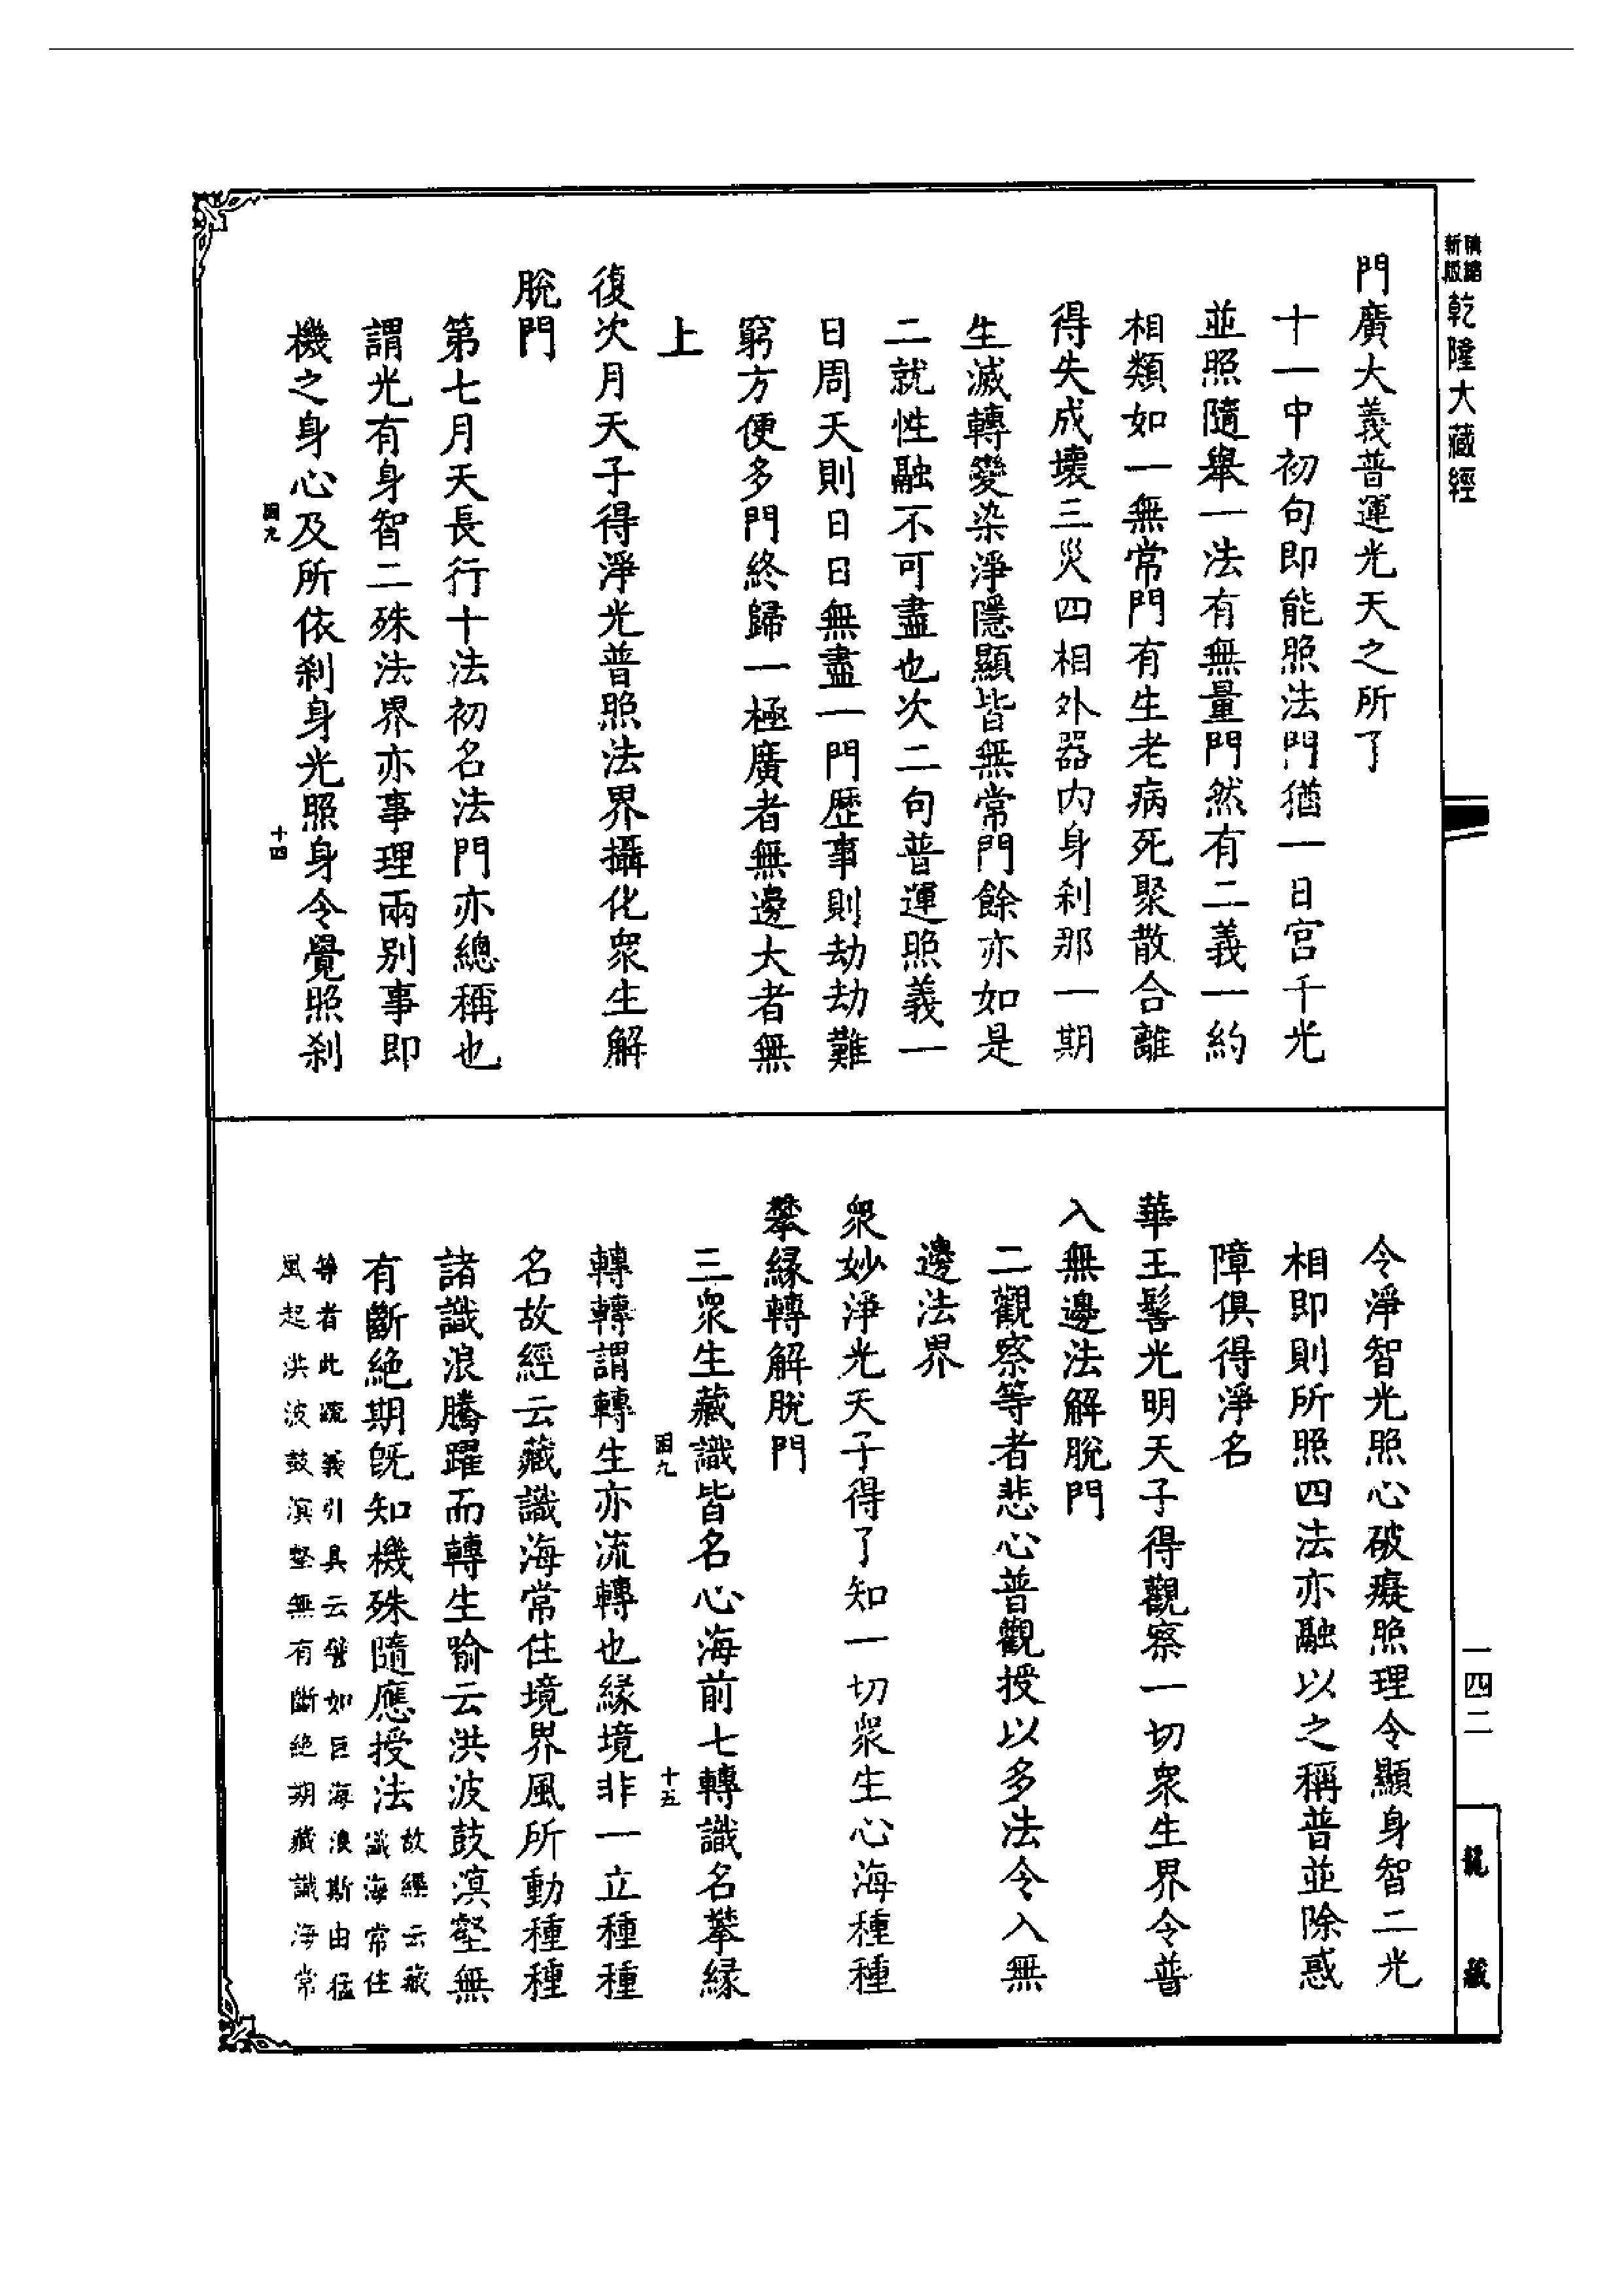 精縮新版乾隆大藏經
門廣大義普運光天之所了
十一中初句即能照法門猶一日宫千光
並照隨舉一法有無量門然有二義一約
相類如一無常門有生老病死聚散合離
得失成壞三災四相外器内身刹那一期
生滅轉變染淨隱顯皆無常門餘亦如是
二就性融不可盡也次二句普運照義一
日周天則日日無盡一門歷事則劫劫難
窮方便多門終歸一極廣者無邊大者無
上
復次月天子得淨光普照法界攝化衆生解
脫門
第七月天長行十法初名法門亦總稱也
謂光有身智二殊法界亦事理兩别事即
機之身心及所依刹身光照身令覺照刹
十四
令淨智光照心破癡照理令顯身智二光
相即則所照四法亦融以之稱普並除惑
障俱得淨名
華王髻光明天子得觀察一切衆生界令普
入無邊法解脫門
二觀察等者悲心普觀授以多法令入無
邊法界
衆妙淨光天子得了知一切衆生心海種種
攀緣轉解脫門
三衆生藏識皆名心海前七轉識名攀緣
十五
轉轉謂轉生亦流轉也緣境非一立種種
名故經云藏識海常住境界風所動種種
諸識浪騰躍而轉生喻云洪波鼓溟壑無
有斷絶期旣知機殊隨應授法
故經云藏
識海常住
等者此疏義引具云譬如巨海浪斯由猛
風起洪波鼓溟壑無有斷絶期藏識海常
一四二
龍藏